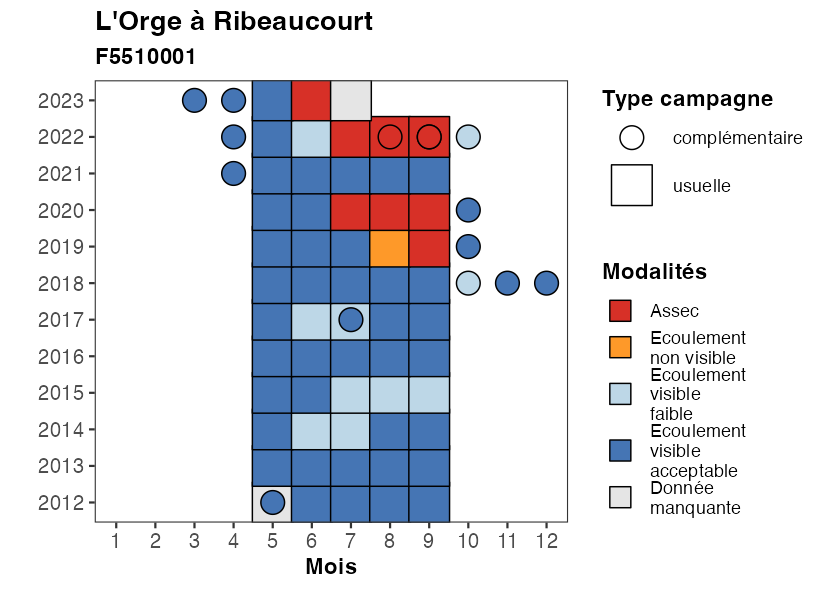 L'Orge à Ribeaucourt
F5510001
2023
2022
2021
2020
2019
2018
2017
2016
2015
2014
2013
2012
1 2 3 4 5 6 7 8 9 10 11 12
Mois
Type campagne
complémentaire
usuelle
Modalités
Assec
Ecoulement
non visible
Ecoulement
visible
faible
Ecoulement
visible
acceptable
Donnée
manquante